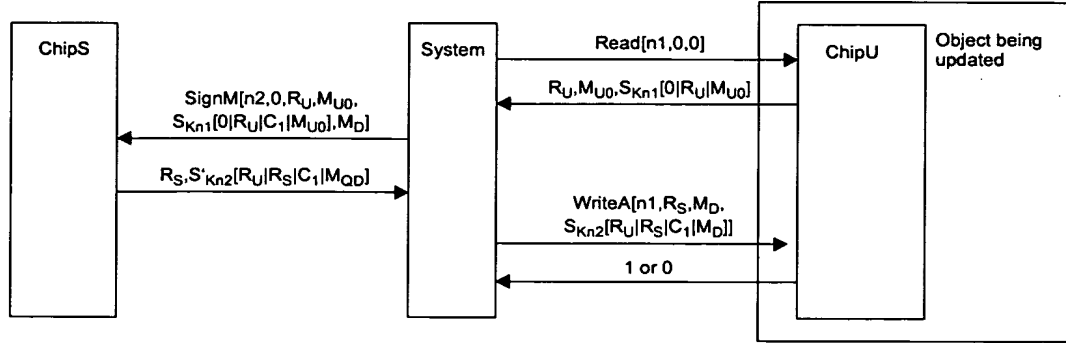 ChipS
System
ChipU
Object being
updated
Read[n1,0,0]
R_U,M_U0,S_Kn1[0|R_U|M_U0]
SignM[n2,0,R_U,M_U0,
S_Kn1[0|R_U|C_1|M_U0],M_D]
R_S,S'_Kn2[R_U|R_S|C_1|M_QD]
WriteA[n1,R_S,M_D,
S_Kn2[R_U|R_S|C_1|M_D]]
1 or 0